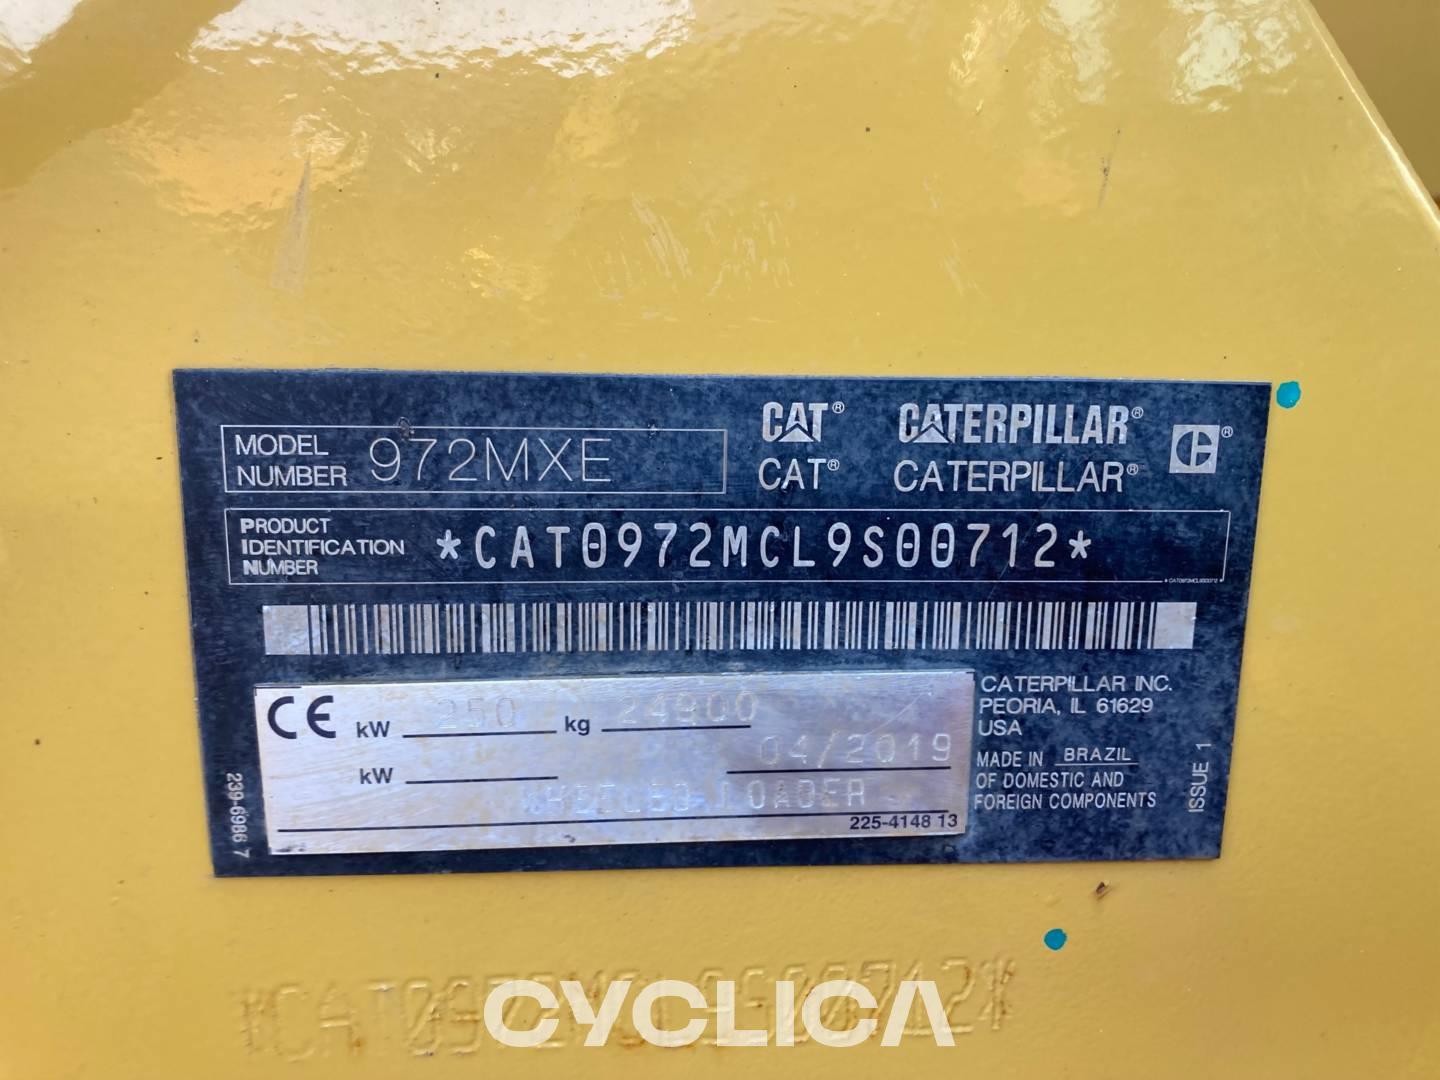 CAT® CATERPILLAR® C®
MODEL NUMBER 972MXE
CAT® CATERPILLAR®
PRODUCT IDENTIFICATION NUMBER *CAT0972MCL9S00712*
*CAT0972MCL9S00712*
CE kW 250 kg 24900
04/2019
kW
WHEELED LOADER
225-4148 13
CATERPILLAR INC.
PEORIA, IL 61629
USA
MADE IN BRAZIL
OF DOMESTIC AND
FOREIGN COMPONENTS
ISSUE 1
239-6986 7
*CAT0972MCL9S00712*
CYCLICA